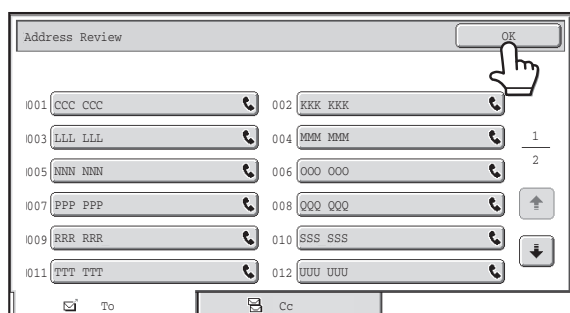 Address Review OK
001 CCC CCC 002 KKK KKK
003 LLL LLL 004 MMM MMM 1
005 NNN NNN 006 OOO OOO 2
007 PPP PPP 008 QQQ QQQ
009 RRR RRR 010 SSS SSS
011 TTT TTT 012 UUU UUU
To Cc